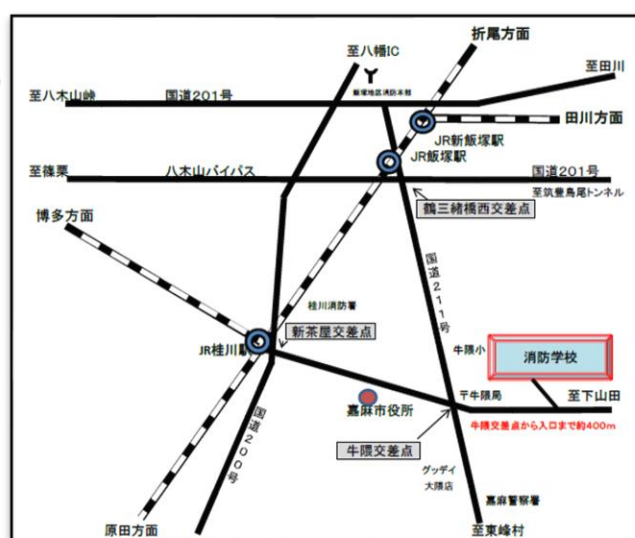 折尾方面
至八幡IC
至田川
飯塚地区消防本部
至八木山峠
国道201号
田川方面
JR新飯塚駅
JR飯塚駅
至篠栗
八木山バイパス
国道201号
至筑豊烏尾トンネル
鶴三緒橋西交差点
博多方面
国道211号
桂川消防署
新茶屋交差点
JR桂川駅
牛隈小
消防学校
〒牛隈局
至下山田
嘉麻市役所
牛隈交差点から入口まで約400m
国道200号
牛隈交差点
グッデイ
大隈店
嘉麻警察署
原田方面
至東峰村